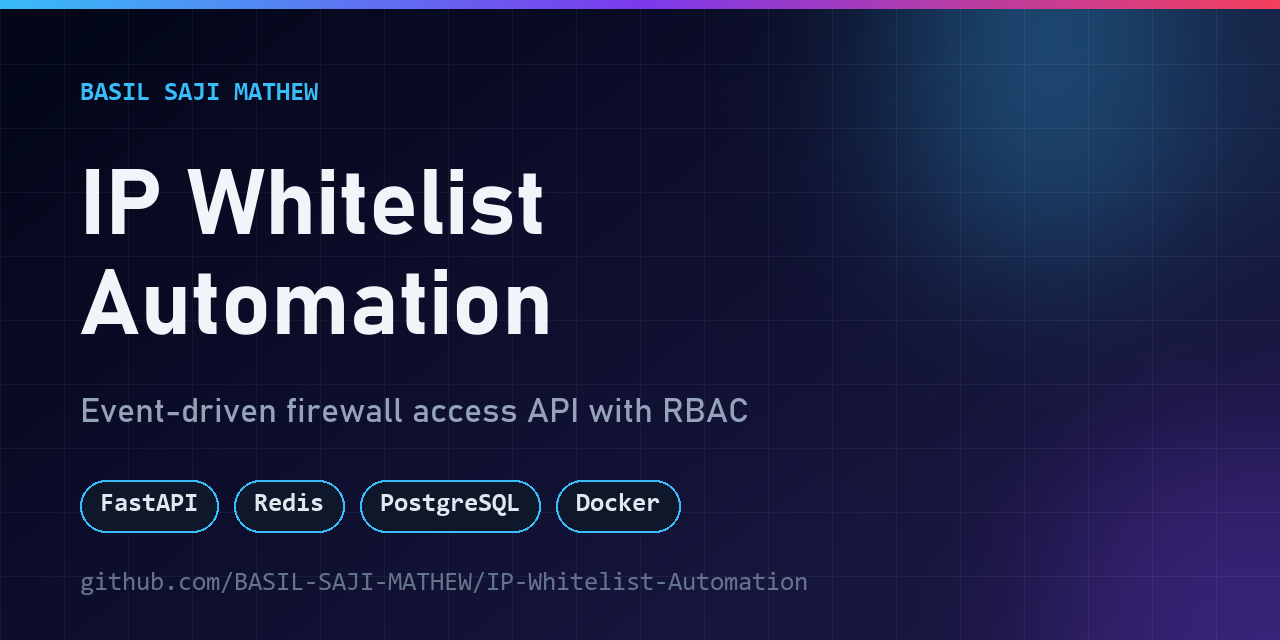 BASIL SAJI MATHEW
IP Whitelist
Automation
Event-driven firewall access API with RBAC
FastAPI Redis PostgreSQL Docker
github.com/BASIL-SAJI-MATHEW/IP-Whitelist-Automation